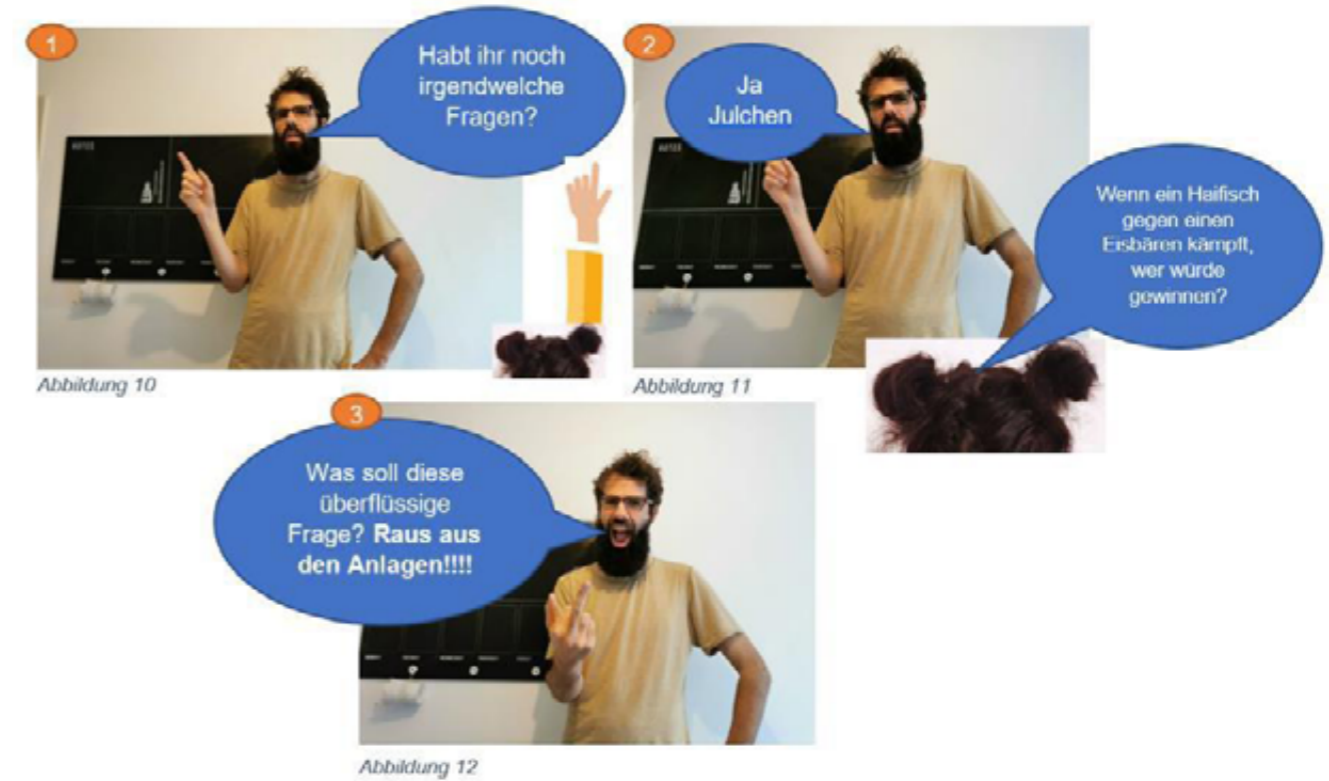 1
Habt ihr noch
irgendwelche
Fragen?
Abbildung 10
2
Ja
Julchen
Wenn ein Haifisch
gegen einen
Eisbären kämpft,
wer würde
gewinnen?
Abbildung 11
3
Was soll diese
überflüssige
Frage? Raus aus
den Anlagen!!!!
Abbildung 12